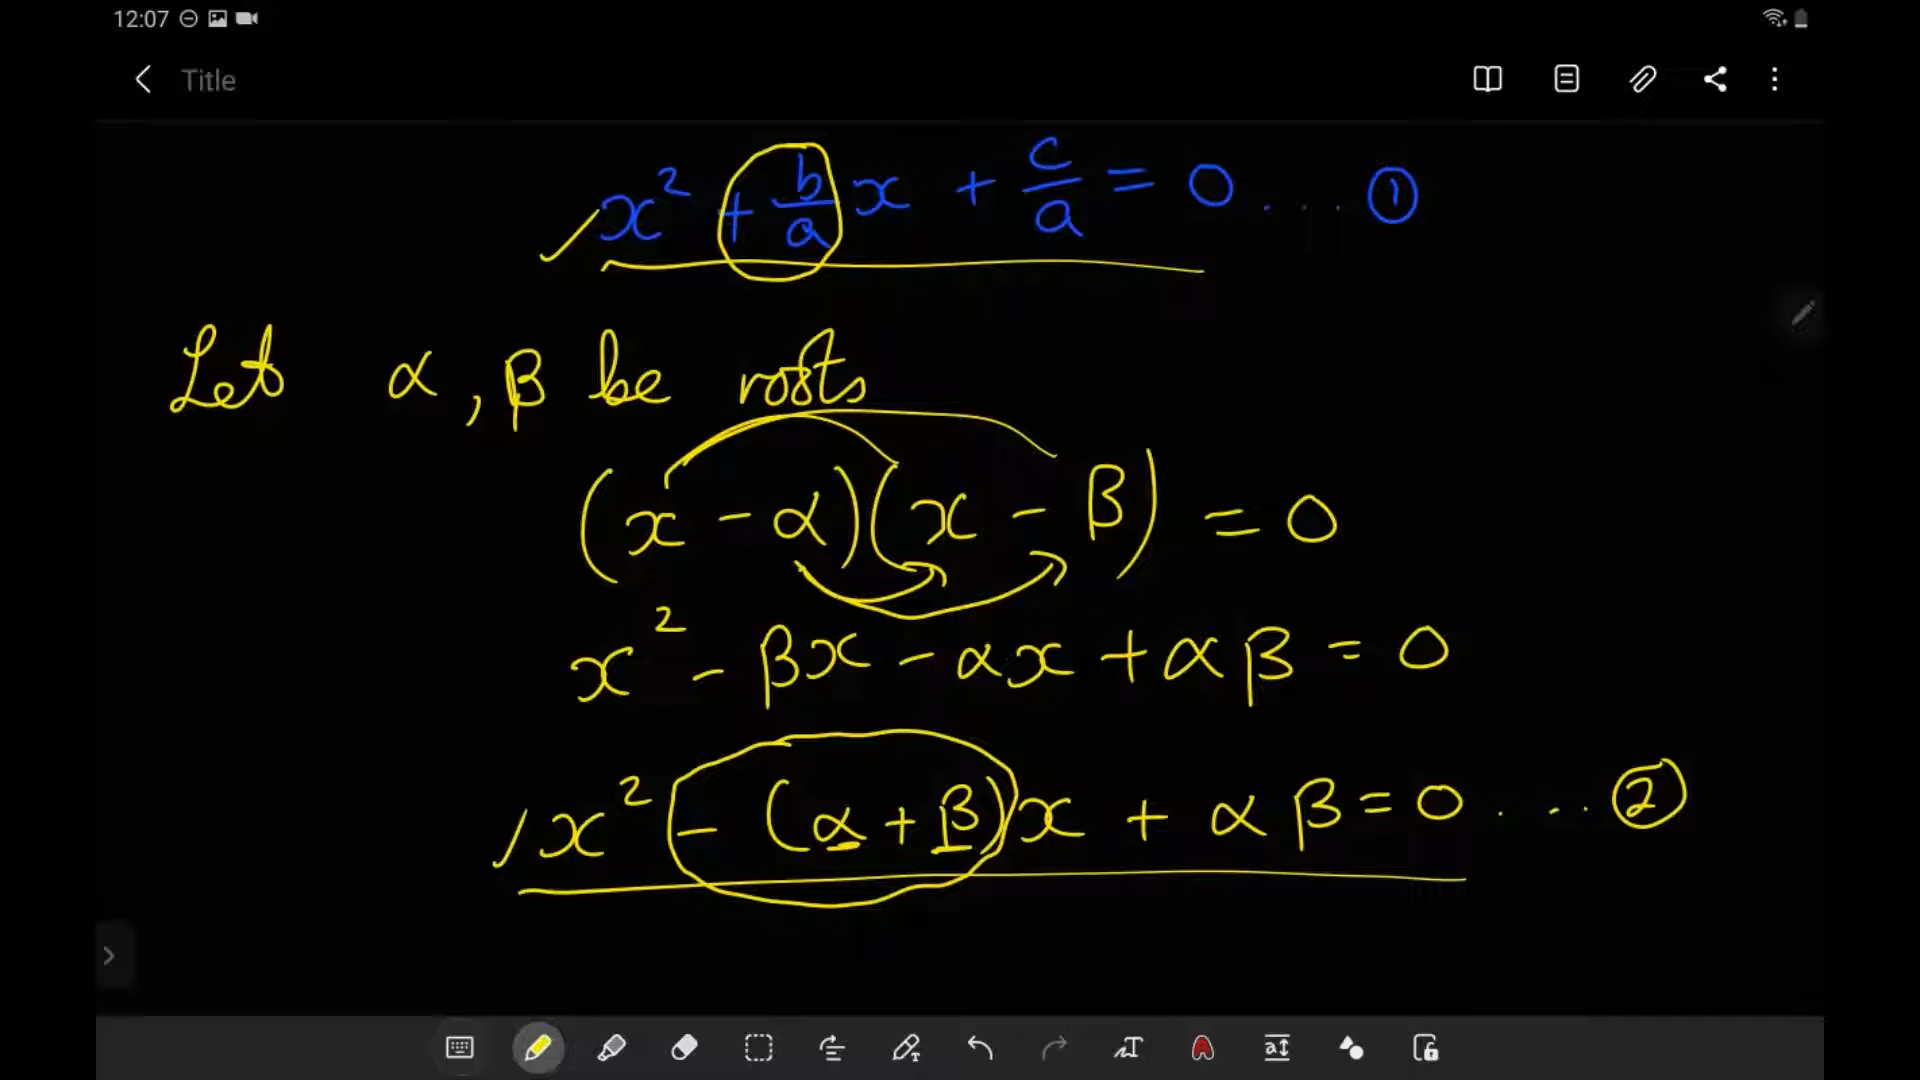 12:07
Title
x² + b/a x + c/a = 0 ... ①
Let α, β be roots
(x - α)(x - β) = 0
x² - βx - αx + αβ = 0
x² - (α + β)x + αβ = 0 ... ②